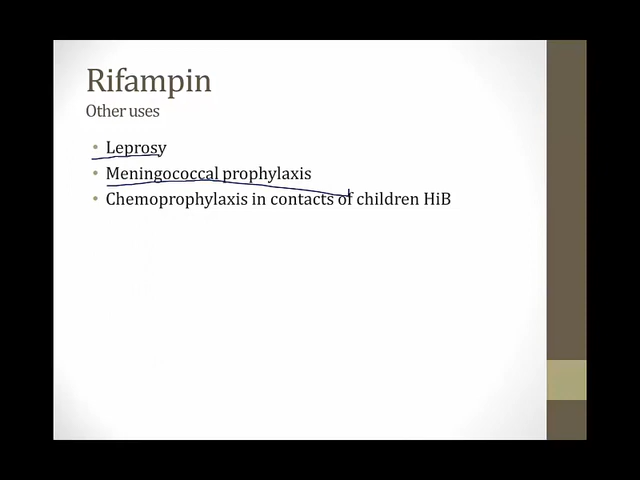 Rifampin
Other uses
• Leprosy
• Meningococcal prophylaxis
• Chemoprophylaxis in contacts of children HiB